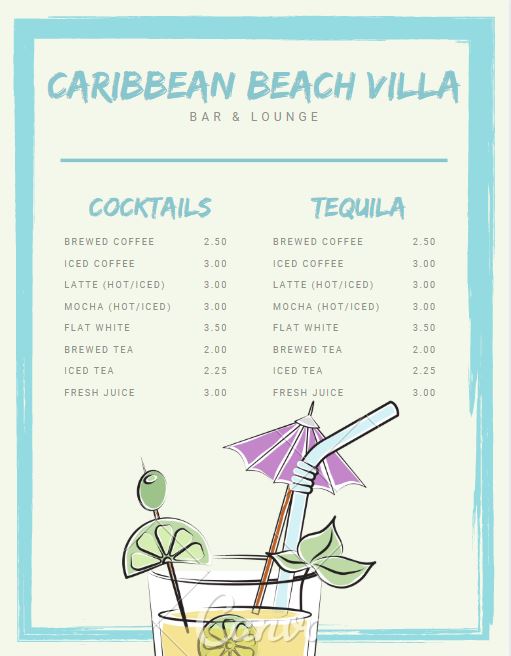 CARIBBEAN BEACH VILLA
BAR & LOUNGE
COCKTAILS
BREWED COFFEE 2.50
ICED COFFEE 3.00
LATTE (HOT/ICED) 3.00
MOCHA (HOT/ICED) 3.00
FLAT WHITE 3.50
BREWED TEA 2.00
ICED TEA 2.25
FRESH JUICE 3.00
TEQUILA
BREWED COFFEE 2.50
ICED COFFEE 3.00
LATTE (HOT/ICED) 3.00
MOCHA (HOT/ICED) 3.00
FLAT WHITE 3.50
BREWED TEA 2.00
ICED TEA 2.25
FRESH JUICE 3.00